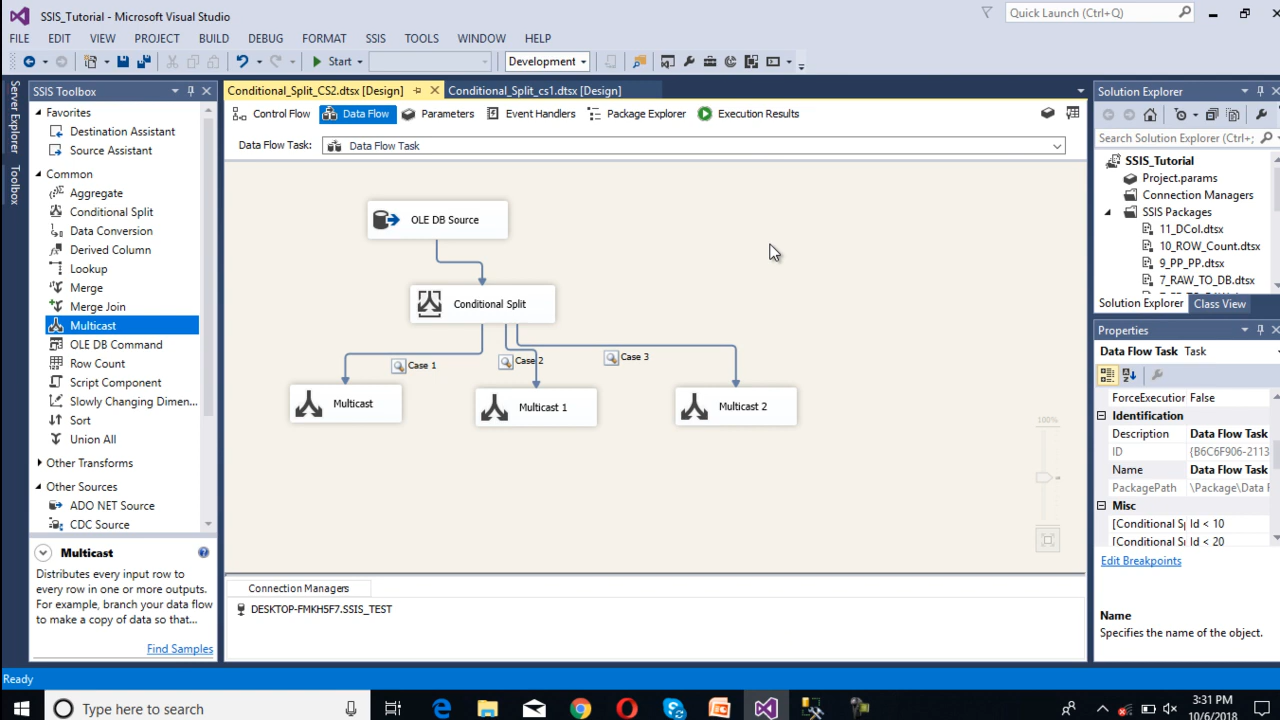 SSIS_Tutorial - Microsoft Visual Studio
Quick Launch (Ctrl+Q)
FILE EDIT VIEW PROJECT BUILD DEBUG FORMAT SSIS TOOLS WINDOW HELP
Start
Development
Server Explorer
Toolbox
SSIS Toolbox
Favorites
Destination Assistant
Source Assistant
Common
Aggregate
Conditional Split
Data Conversion
Derived Column
Lookup
Merge
Merge Join
Multicast
OLE DB Command
Row Count
Script Component
Slowly Changing Dimen...
Sort
Union All
Other Transforms
Other Sources
ADO NET Source
CDC Source
Multicast
Distributes every input row to
every row in one or more outputs.
For example, branch your data flow
to make a copy of data so that...
Find Samples
Conditional_Split_CS2.dtsx [Design]
Conditional_Split_cs1.dtsx [Design]
Control Flow
Data Flow
Parameters
Event Handlers
Package Explorer
Execution Results
Data Flow Task:
Data Flow Task
OLE DB Source
Conditional Split
Case 1
Case 2
Case 3
Multicast
Multicast 1
Multicast 2
100%
Connection Managers
DESKTOP-FMKH5F7.SSIS_TEST
Solution Explorer
Search Solution Explorer (Ctrl+;
SSIS_Tutorial
Project.params
Connection Managers
SSIS Packages
11_DCol.dtsx
10_ROW_Count.dtsx
9_PP_PP.dtsx
7_RAW_TO_DB.dtsx
Solution Explorer
Class View
Properties
Data Flow Task Task
ForceExecution False
Identification
Description Data Flow Task
ID {B6C6F906-2113
Name Data Flow Task
PackagePath \Package\Data F
Misc
[Conditional Sp Id < 10
[Conditional Sp Id < 20
Edit Breakpoints
Name
Specifies the name of the object.
Ready
Type here to search
3:31 PM
10/6/2018